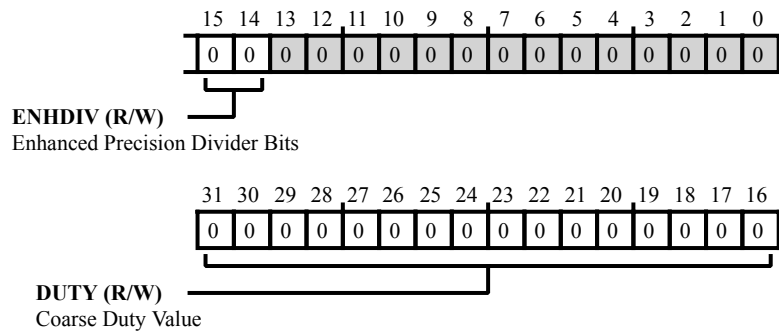 15 14 13 12 11 10 9 8 7 6 5 4 3 2 1 0
0 0 0 0 0 0 0 0 0 0 0 0 0 0 0 0
ENHDIV (R/W)
Enhanced Precision Divider Bits
31 30 29 28 27 26 25 24 23 22 21 20 19 18 17 16
0 0 0 0 0 0 0 0 0 0 0 0 0 0 0 0
DUTY (R/W)
Coarse Duty Value